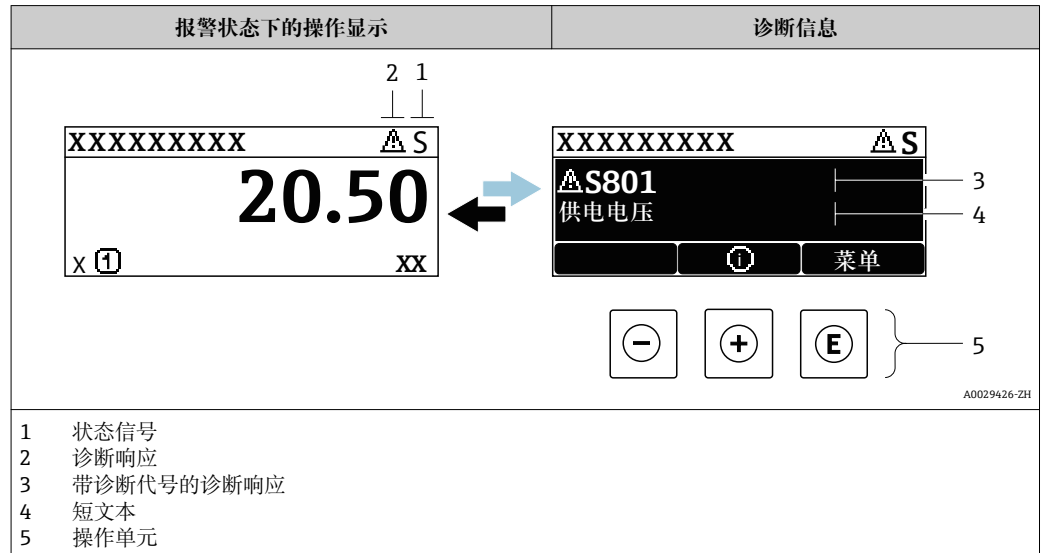 报警状态下的操作显示
诊断信息
2 1
XXXXXXXXX S
20.50
X 1 XX
XXXXXXXXX S
S801
供电电压
i 菜单
3
4
- + E
5
A0029426-ZH
1 状态信号
2 诊断响应
3 带诊断代号的诊断响应
4 短文本
5 操作单元